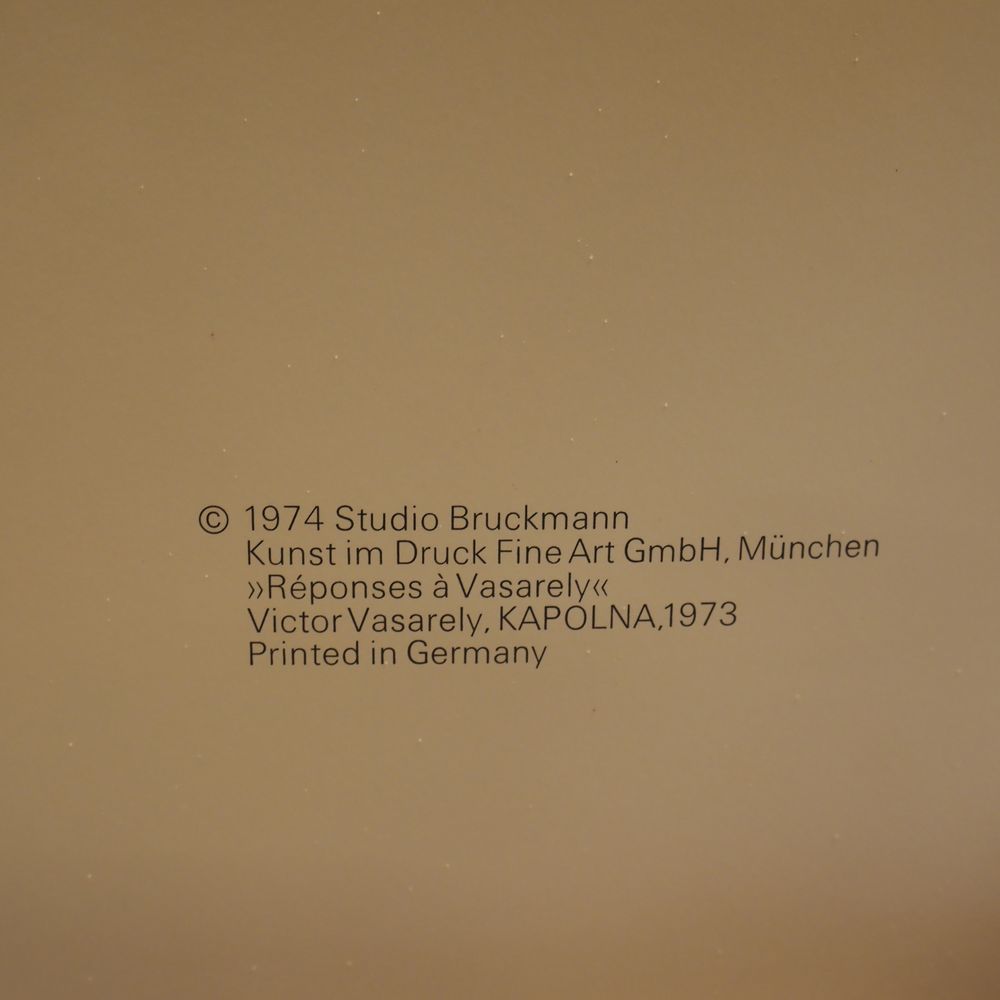 © 1974 Studio Bruckmann
Kunst im Druck Fine Art GmbH, München
»Réponses à Vasarely«
Victor Vasarely, KAPOLNA,1973
Printed in Germany